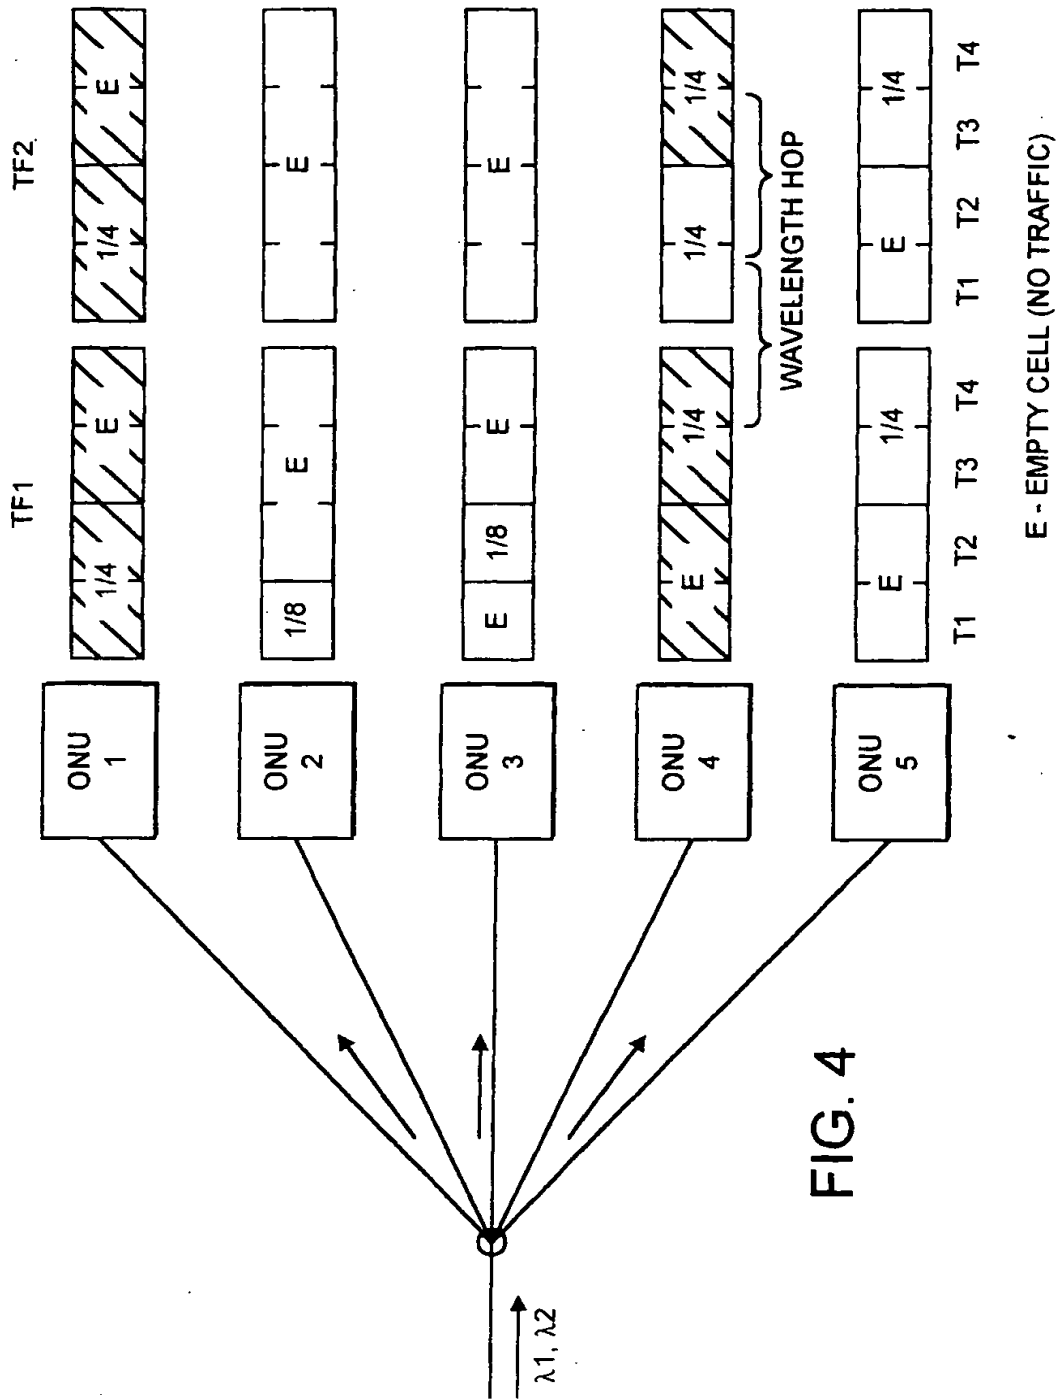 TF1
TF2
ONU
1
1/4
E
1/4
E
ONU
2
1/8
E
E
ONU
3
E
1/8
E
E
ONU
4
E
1/4
1/4
1/4
WAVELENGTH HOP
ONU
5
E
1/4
E
1/4
T1
T2
T3
T4
T1
T2
T3
T4
E - EMPTY CELL (NO TRAFFIC)
λ1, λ2
FIG. 4